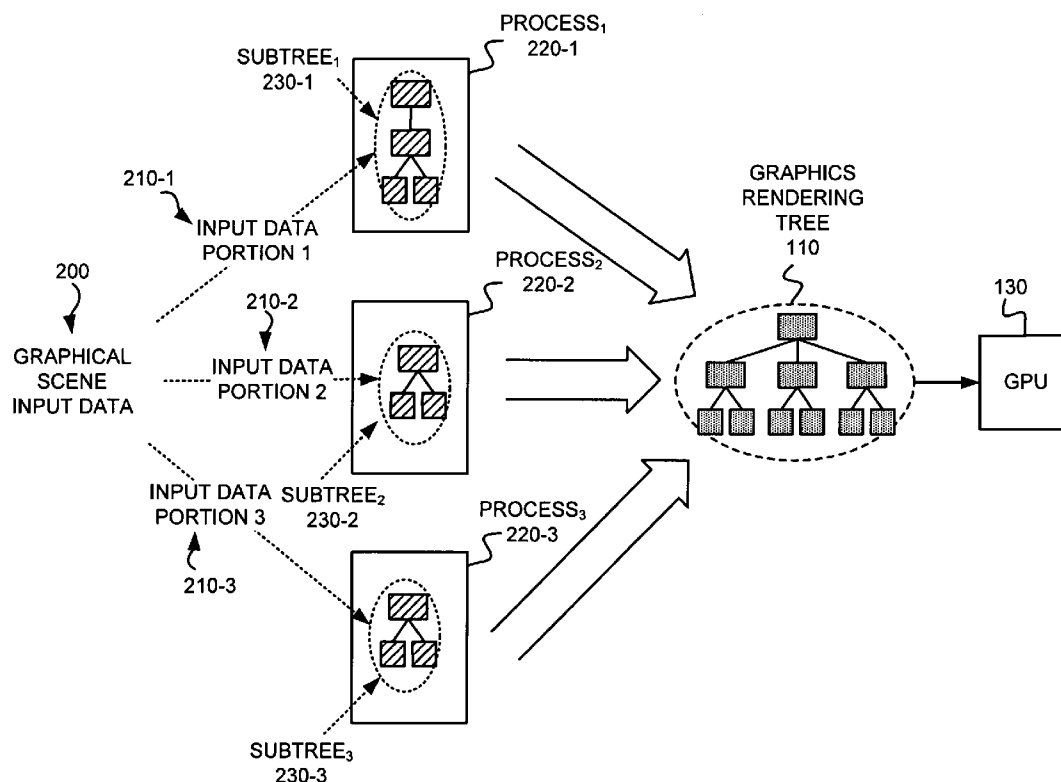 PROCESS₁
220-1
SUBTREE₁
230-1
210-1
INPUT DATA
PORTION 1
GRAPHICS
RENDERING
TREE
110
PROCESS₂
220-2
200
210-2
130
GRAPHICAL
SCENE
INPUT DATA
INPUT DATA
PORTION 2
GPU
INPUT DATA
PORTION 3
SUBTREE₂
230-2
210-3
PROCESS₃
220-3
SUBTREE₃
230-3